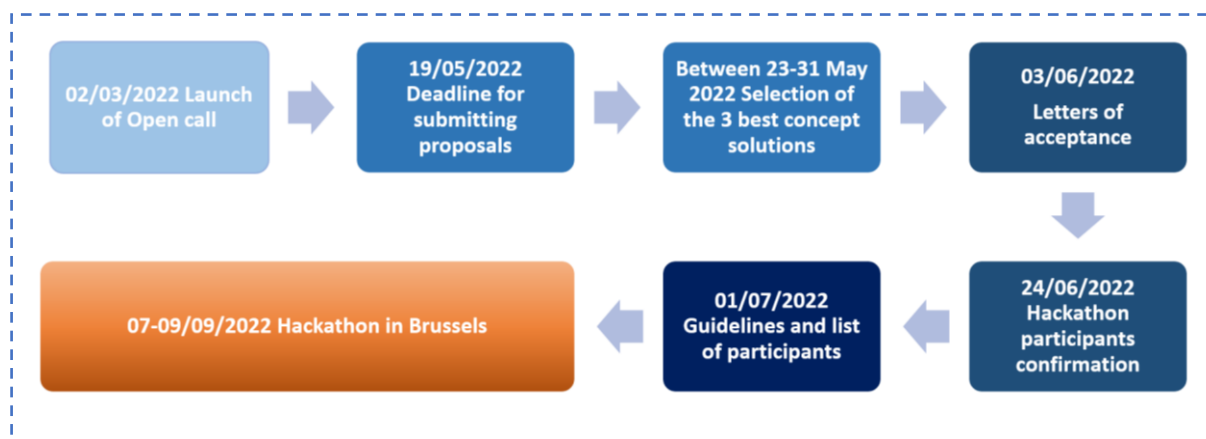 02/03/2022 Launch
of Open call
19/05/2022
Deadline for
submitting
proposals
Between 23-31 May
2022 Selection of
the 3 best concept
solutions
03/06/2022
Letters of
acceptance
24/06/2022
Hackathon
participants
confirmation
01/07/2022
Guidelines and list
of participants
07-09/09/2022 Hackathon in Brussels